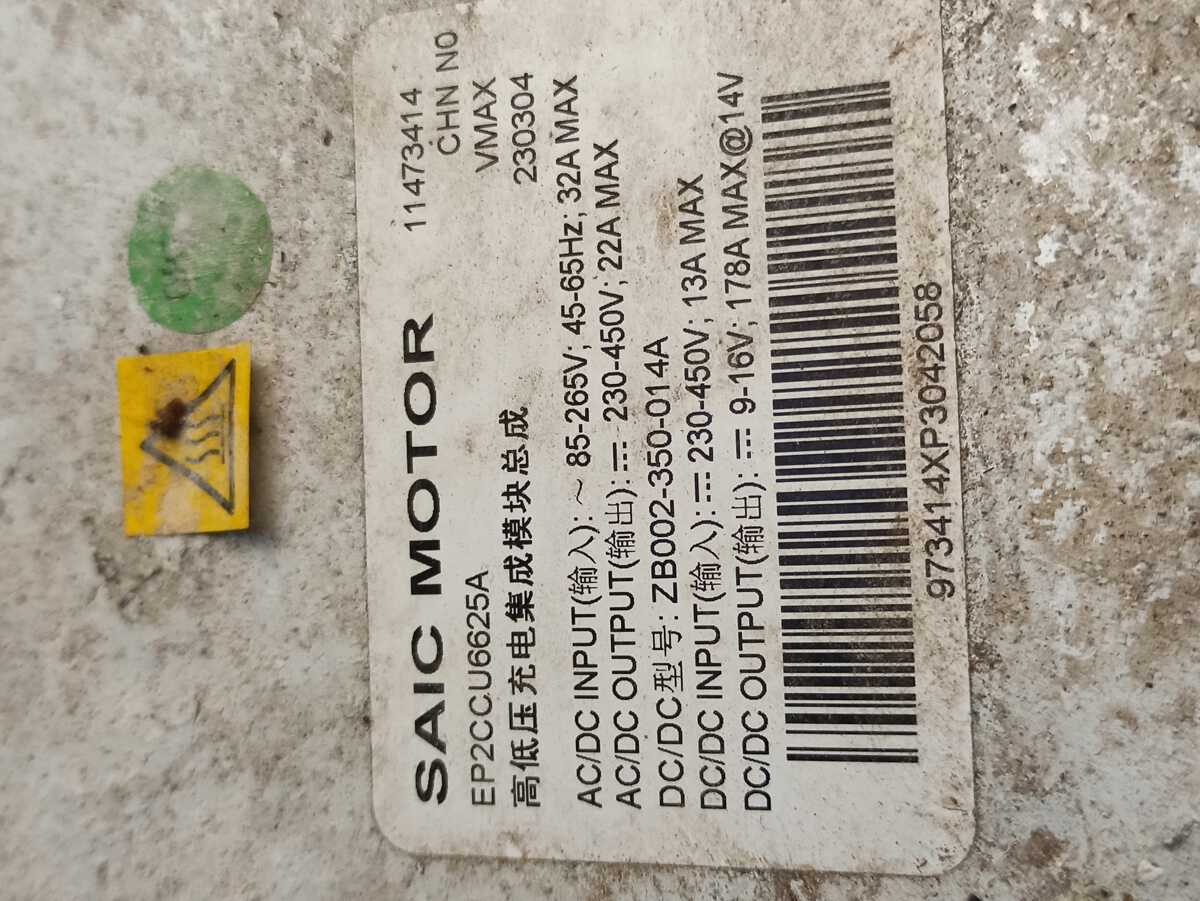 SAIC MOTOR
11473414
CHN N0
EP2CCU6625A
VMAX
高低压充电集成模块总成
230304
AC/DC INPUT(输入): ~ 85-265V; 45-65Hz; 32A MAX
AC/DC OUTPUT(输出): ⎓ 230-450V; 22A MAX
DC/DC型号: ZB002-350-014A
DC/DC INPUT(输入): ⎓ 230-450V; 13A MAX
DC/DC OUTPUT(输出): ⎓ 9-16V; 178A MAX@14V
973414XP3042058